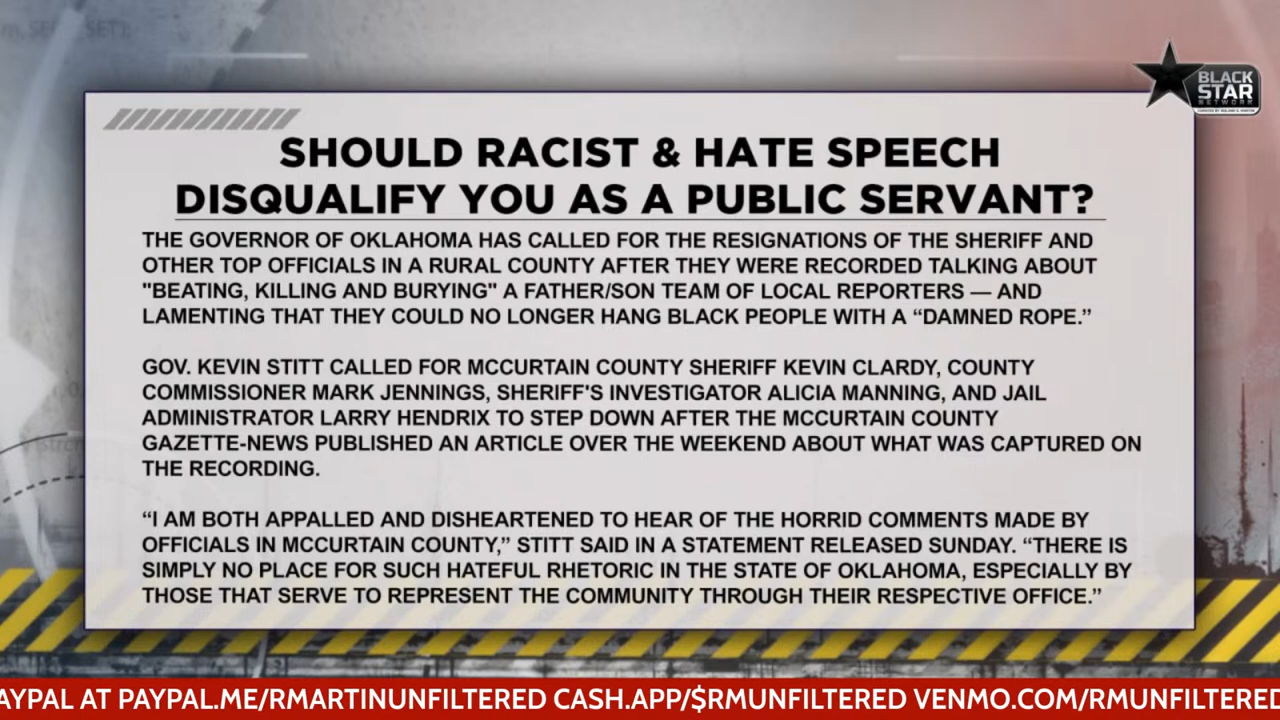 BLACK
STAR
NETWORK
SHOULD RACIST & HATE SPEECH
DISQUALIFY YOU AS A PUBLIC SERVANT?
THE GOVERNOR OF OKLAHOMA HAS CALLED FOR THE RESIGNATIONS OF THE SHERIFF AND
OTHER TOP OFFICIALS IN A RURAL COUNTY AFTER THEY WERE RECORDED TALKING ABOUT
"BEATING, KILLING AND BURYING" A FATHER/SON TEAM OF LOCAL REPORTERS — AND
LAMENTING THAT THEY COULD NO LONGER HANG BLACK PEOPLE WITH A “DAMNED ROPE.”
GOV. KEVIN STITT CALLED FOR MCCURTAIN COUNTY SHERIFF KEVIN CLARDY, COUNTY
COMMISSIONER MARK JENNINGS, SHERIFF'S INVESTIGATOR ALICIA MANNING, AND JAIL
ADMINISTRATOR LARRY HENDRIX TO STEP DOWN AFTER THE MCCURTAIN COUNTY
GAZETTE-NEWS PUBLISHED AN ARTICLE OVER THE WEEKEND ABOUT WHAT WAS CAPTURED ON
THE RECORDING.
“I AM BOTH APPALLED AND DISHEARTENED TO HEAR OF THE HORRID COMMENTS MADE BY
OFFICIALS IN MCCURTAIN COUNTY,” STITT SAID IN A STATEMENT RELEASED SUNDAY. “THERE IS
SIMPLY NO PLACE FOR SUCH HATEFUL RHETORIC IN THE STATE OF OKLAHOMA, ESPECIALLY BY
THOSE THAT SERVE TO REPRESENT THE COMMUNITY THROUGH THEIR RESPECTIVE OFFICE.”
AYPAL AT PAYPAL.ME/RMARTINUNFILTERED CASH.APP/$RMUNFILTERED VENMO.COM/RMUNFILTERED